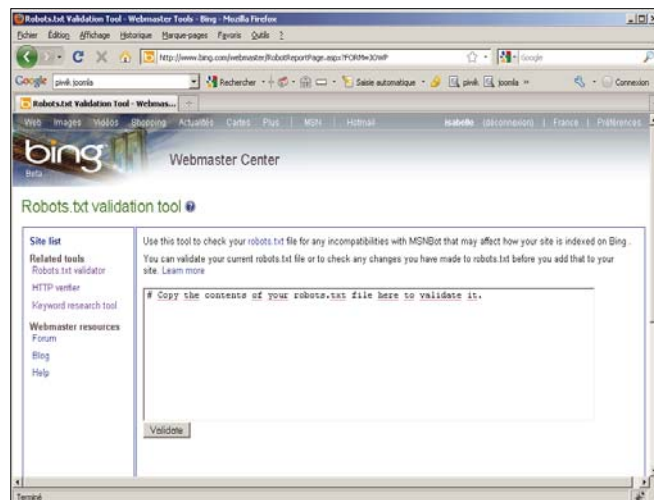 Robots.txt Validation Tool - Webmaster Tools - Bing - Mozilla Firefox
Fichier Édition Affichage Historique Marque-pages Favoris Outils ?
http://www.bing.com/webmaster/RobotReportPage.aspx?FORM=JOWP
Google
Google piwik joomla Rechercher Saisie automatique piwik joomla Connexion
Robots.txt Validation Tool - Webmas...
Web Images Vidéos Shopping Actualités Cartes Plus | MSN | Hotmail
isabelle (déconnexion) | France | Préférences
bing
Beta
Webmaster Center
Robots.txt validation tool
Site list
Related tools
Robots.txt validator
HTTP verifier
Keyword research tool
Webmaster resources
Forum
Blog
Help
Use this tool to check your robots.txt file for any incompatibilities with MSNBot that may affect how your site is indexed on Bing .
You can validate your current robots.txt file or to check any changes you have made to robots.txt before you add that to your
site. Learn more
# Copy the contents of your robots.txt file here to validate it.
Validate
Terminé